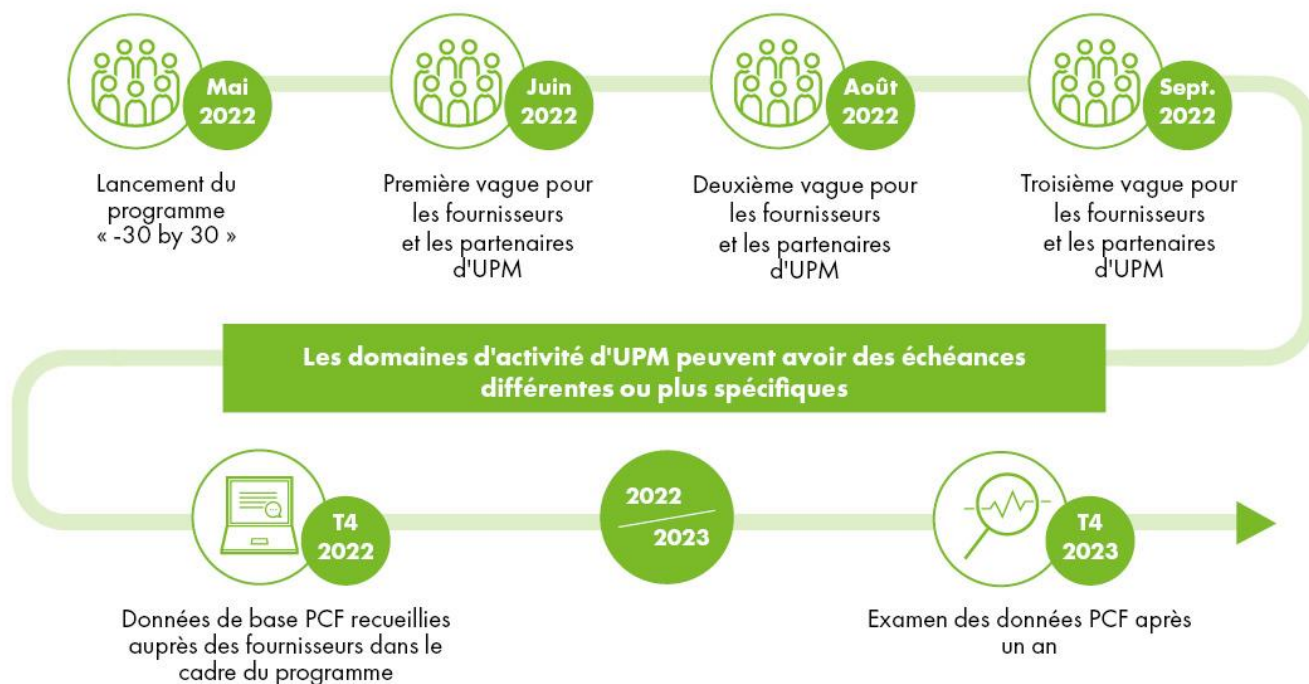 Mai
2022
Lancement du
programme
« -30 by 30 »
Juin
2022
Première vague pour
les fournisseurs
et les partenaires
d'UPM
Août
2022
Deuxième vague pour
les fournisseurs
et les partenaires
d'UPM
Sept.
2022
Troisième vague pour
les fournisseurs
et les partenaires
d'UPM
Les domaines d'activité d'UPM peuvent avoir des échéances
différentes ou plus spécifiques
T4
2022
Données de base PCF recueillies
auprès des fournisseurs dans le
cadre du programme
2022
2023
T4
2023
Examen des données PCF après
un an